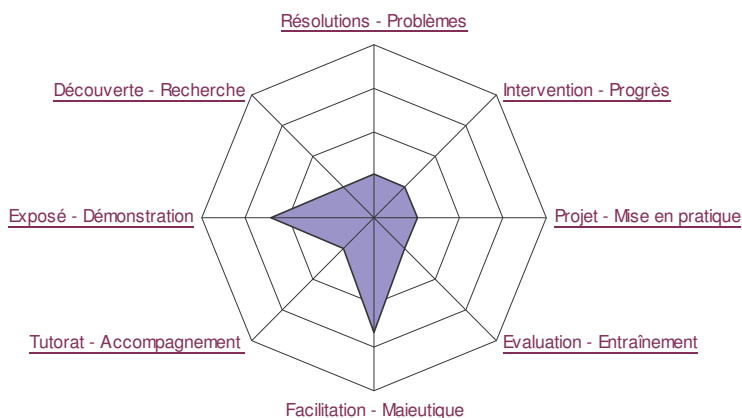 Résolutions - Problèmes
Découverte - Recherche
Intervention - Progrès
Exposé - Démonstration
Projet - Mise en pratique
Tutorat - Accompagnement
Evaluation - Entraînement
Facilitation - Maieutique